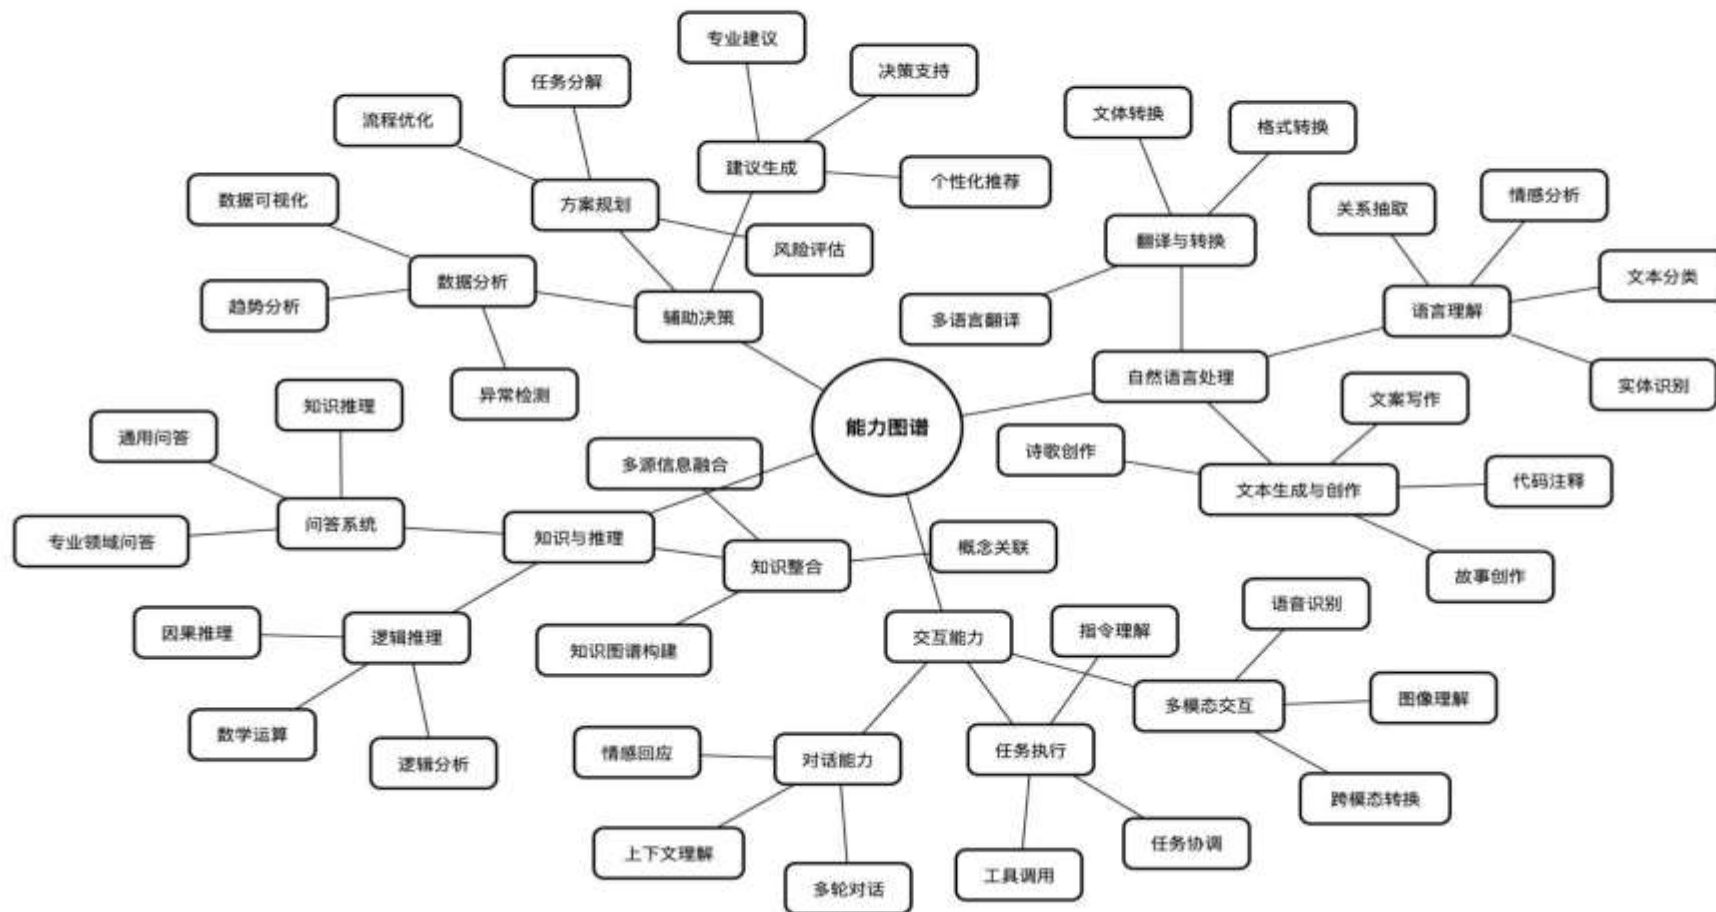 专业建议
决策支持
任务分解
流程优化
建议生成
个性化推荐
数据可视化
方案规划
风险评估
数据分析
趋势分析
辅助决策
异常检测
文体转换
格式转换
关系抽取
情感分析
翻译与转换
文本分类
语言理解
多语言翻译
自然语言处理
实体识别
文案写作
能力图谱
诗歌创作
文本生成与创作
代码注释
故事创作
知识推理
通用问答
多源信息融合
问答系统
专业领域问答
知识与推理
知识整合
概念关联
因果推理
逻辑推理
知识图谱构建
数学运算
逻辑分析
交互能力
指令理解
语音识别
多模态交互
图像理解
情感回应
对话能力
任务执行
跨模态转换
上下文理解
多轮对话
工具调用
任务协调